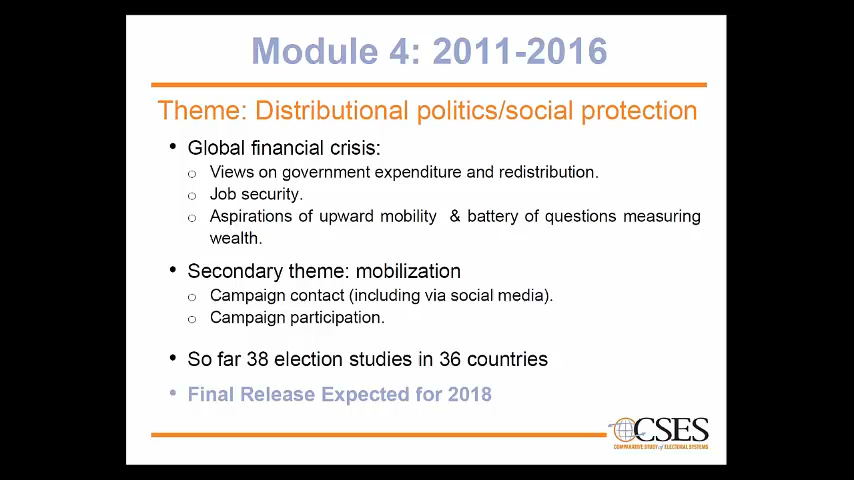 Module 4: 2011-2016
Theme: Distributional politics/social protection
• Global financial crisis:
o Views on government expenditure and redistribution.
o Job security.
o Aspirations of upward mobility & battery of questions measuring
wealth.
• Secondary theme: mobilization
o Campaign contact (including via social media).
o Campaign participation.
• So far 38 election studies in 36 countries
• Final Release Expected for 2018
CSES
COMPARATIVE STUDY of ELECTORAL SYSTEMS